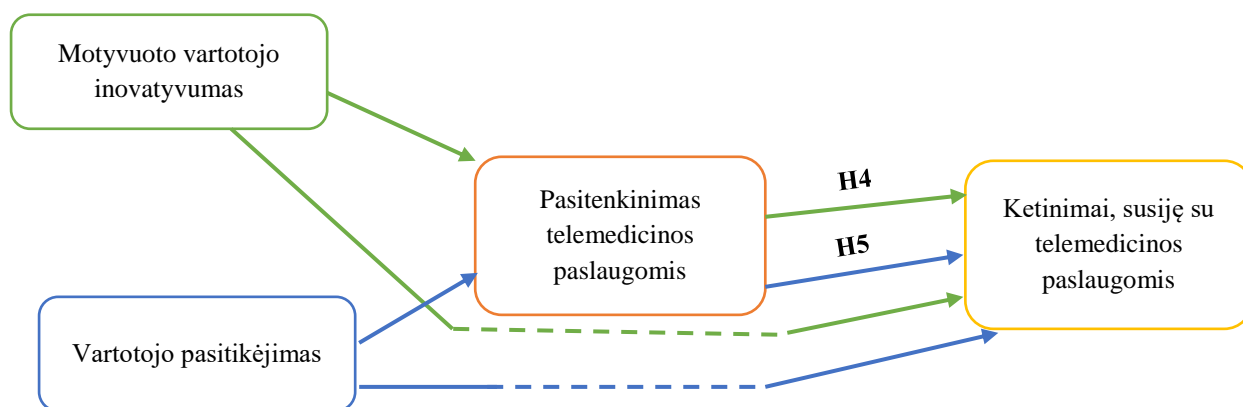 Motyvuoto vartotojo
inovatyvumas
Pasitenkinimas
telemedicinos
paslaugomis
H4
H5
Ketinimai, susiję su
telemedicinos
paslaugomis
Vartotojo pasitikėjimas